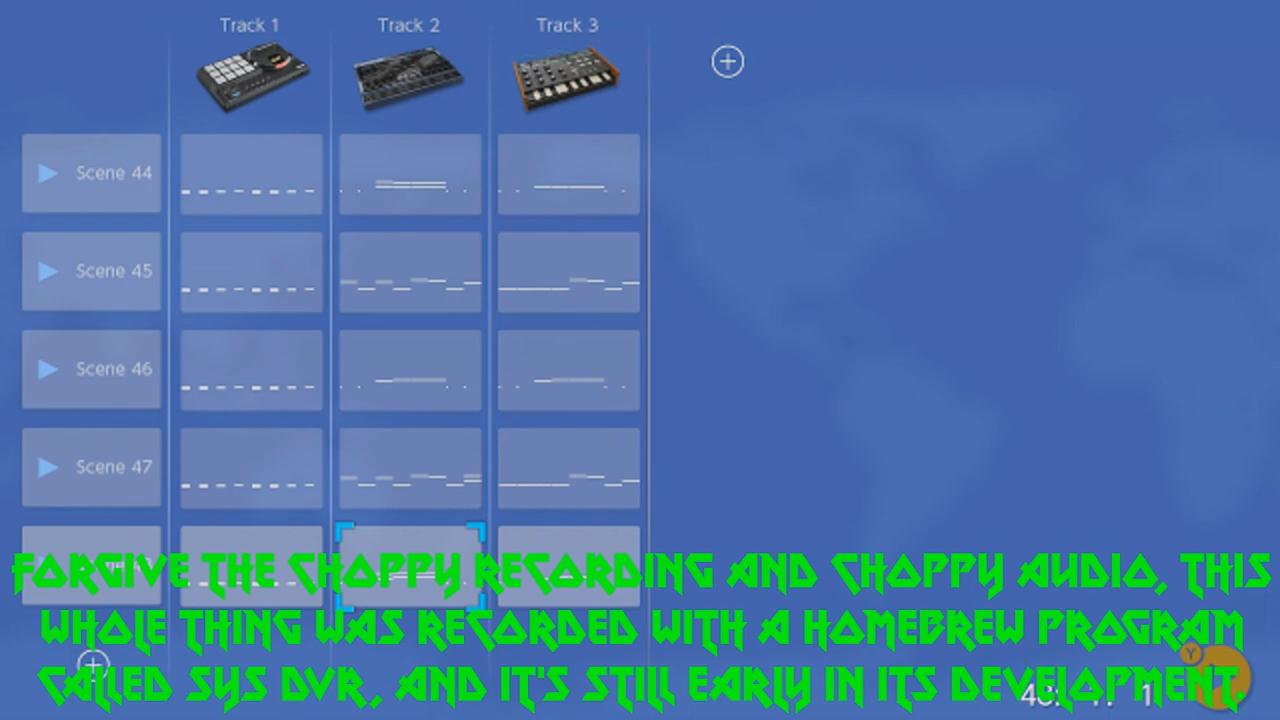 Track 1 Track 2 Track 3
Scene 44
Scene 45
Scene 46
Scene 47
FORGIVE THE CHOPPY RECORDING AND CHOPPY AUDIO, THIS
WHOLE THING WAS RECORDED WITH A HOMEBREW PROGRAM
CALLED SYS DVR, AND IT'S STILL EARLY IN ITS DEVELOPMENT.
Y